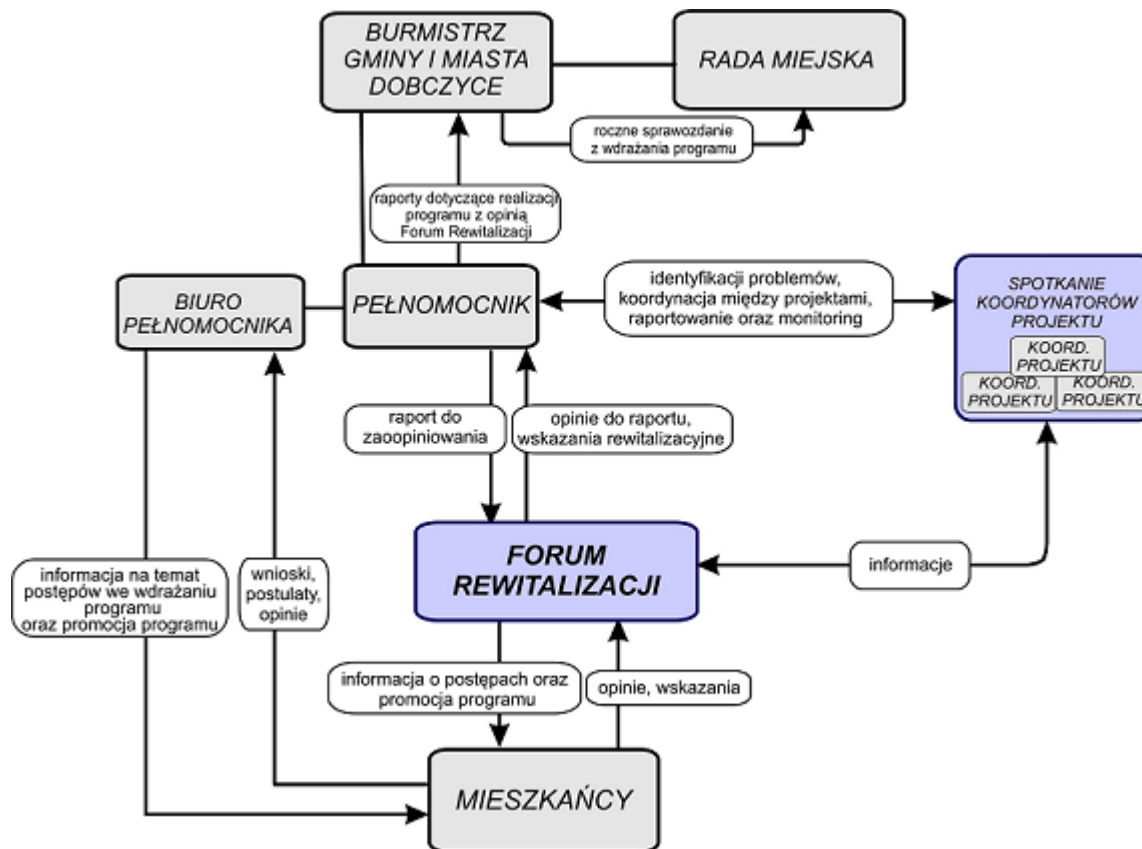 BURMISTRZ
GMINY I MIASTA
DOBCZYCE
RADA MIEJSKA
roczne sprawozdanie
z wdrażania programu
raporty dotyczące realizacji
programu z opinią
Forum Rewitalizacji
BIURO
PEŁNOMOCNIKA
PEŁNOMOCNIK
identyfikacji problemów,
koordynacja między projektami,
raportowanie oraz monitoring
SPOTKANIE
KOORDYNATORÓW
PROJEKTU
KOORD.
PROJEKTU
KOORD.
PROJEKTU
KOORD.
PROJEKTU
raport do
zaoopiniowania
opinie do raportu,
wskazania rewitalizacyjne
FORUM
REWITALIZACJI
informacje
informacja na temat
postępów we wdrażaniu
programu
oraz promocja programu
wnioski,
postulaty,
opinie
informacja o postępach oraz
promocja programu
opinie, wskazania
MIESZKAŃCY